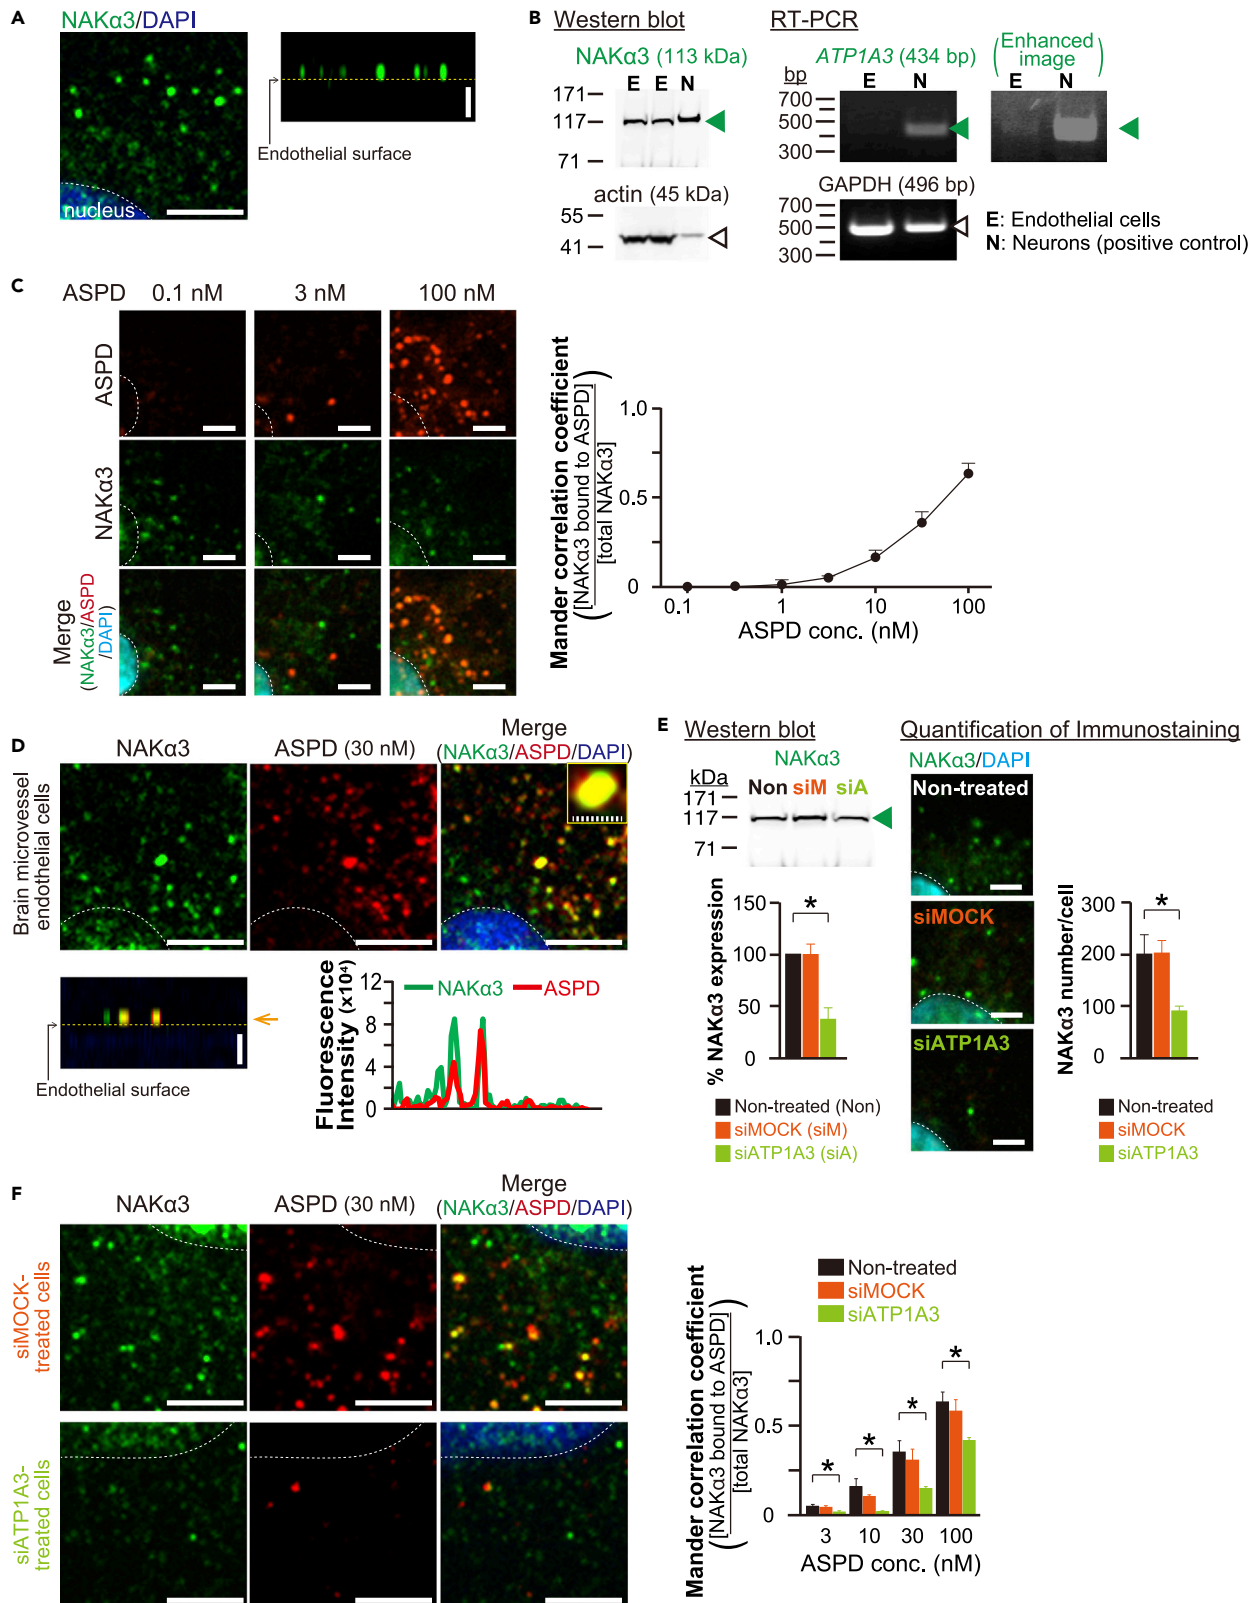 A
NAKα3/DAPI
nucleus
Endothelial surface
B
Western blot
NAKα3 (113 kDa)
E E N
171
117
71
actin (45 kDa)
55
41
RT-PCR
ATP1A3 (434 bp)
bp
E N
700
500
300
(Enhanced image)
E N
GAPDH (496 bp)
700
500
300
E: Endothelial cells
N: Neurons (positive control)
C
ASPD 0.1 nM 3 nM 100 nM
ASPD
NAKα3
Merge
(NAKα3/ASPD
/DAPI)
Mander correlation coefficient
([NAKα3 bound to ASPD]
[total NAKα3])
1.0
0.5
0
0.1 1 10 100
ASPD conc. (nM)
D
NAKα3
ASPD (30 nM)
Merge
(NAKα3/ASPD/DAPI)
Brain microvessel
endothelial cells
Endothelial surface
Fluorescence
Intensity (x10⁴)
12
8
4
0
NAKα3 ASPD
E
Western blot
NAKα3
kDa
Non siM siA
171
117
71
% NAKα3 expression
150
100
50
0
*
Non-treated (Non)
siMOCK (siM)
siATP1A3 (siA)
Quantification of Immunostaining
NAKα3/DAPI
Non-treated
siMOCK
siATP1A3
NAKα3 number/cell
300
200
100
0
*
Non-treated
siMOCK
siATP1A3
F
NAKα3
ASPD (30 nM)
Merge
(NAKα3/ASPD/DAPI)
siMOCK-
treated cells
siATP1A3-
treated cells
Non-treated
siMOCK
siATP1A3
Mander correlation coefficient
([NAKα3 bound to ASPD]
[total NAKα3])
1.0
0.5
0
* * * *
3 10 30 100
ASPD conc. (nM)